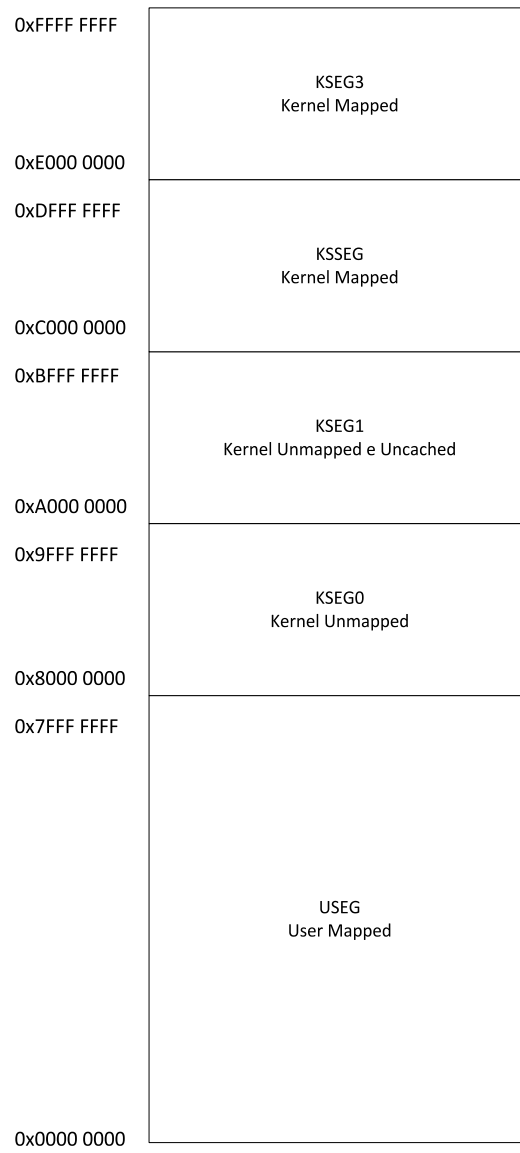 0xFFFF FFFF
KSEG3
Kernel Mapped
0xE000 0000
0xDFFF FFFF
KSSEG
Kernel Mapped
0xC000 0000
0xBFFF FFFF
KSEG1
Kernel Unmapped e Uncached
0xA000 0000
0x9FFF FFFF
KSEG0
Kernel Unmapped
0x8000 0000
0x7FFF FFFF
USEG
User Mapped
0x0000 0000